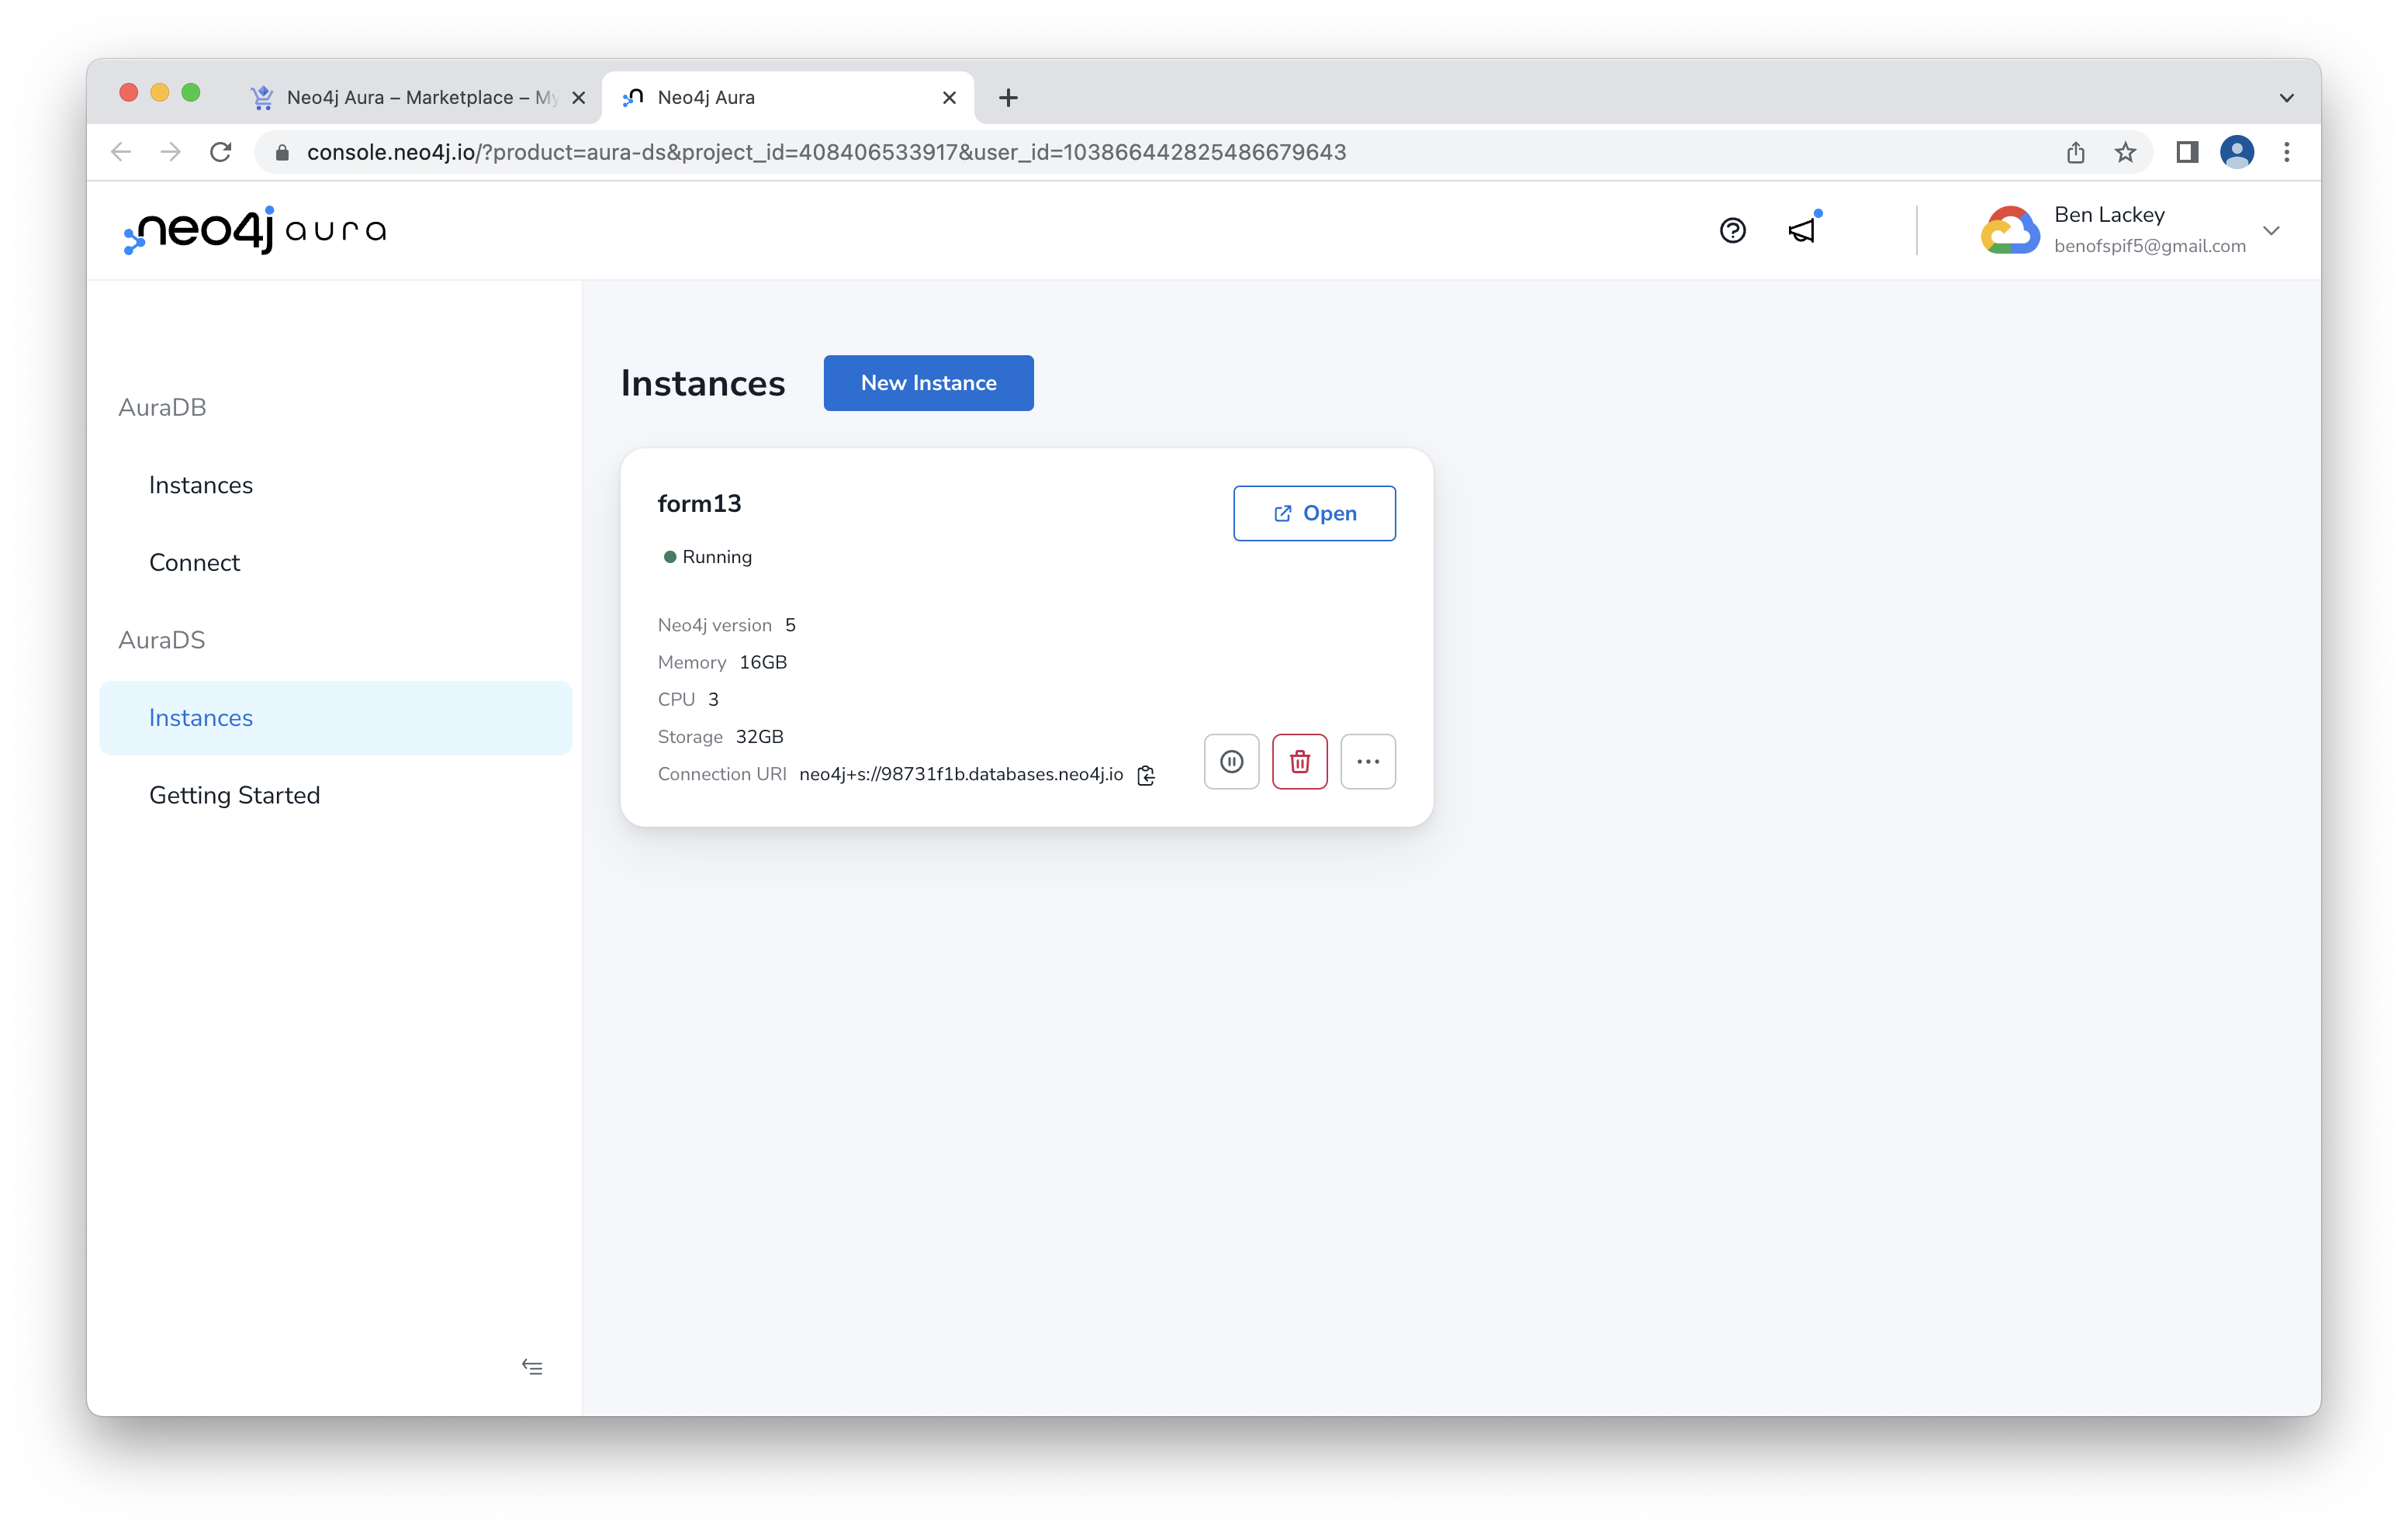 Neo4j Aura – Marketplace – My
Neo4j Aura
console.neo4j.io/?product=aura-ds&project_id=408406533917&user_id=103866442825486679643
neo4j aura
Ben Lackey
benofspif5@gmail.com
AuraDB
Instances
Connect
AuraDS
Instances
Getting Started
Instances
New Instance
form13
Open
Running
Neo4j version 5
Memory 16GB
CPU 3
Storage 32GB
Connection URI neo4j+s://98731f1b.databases.neo4j.io